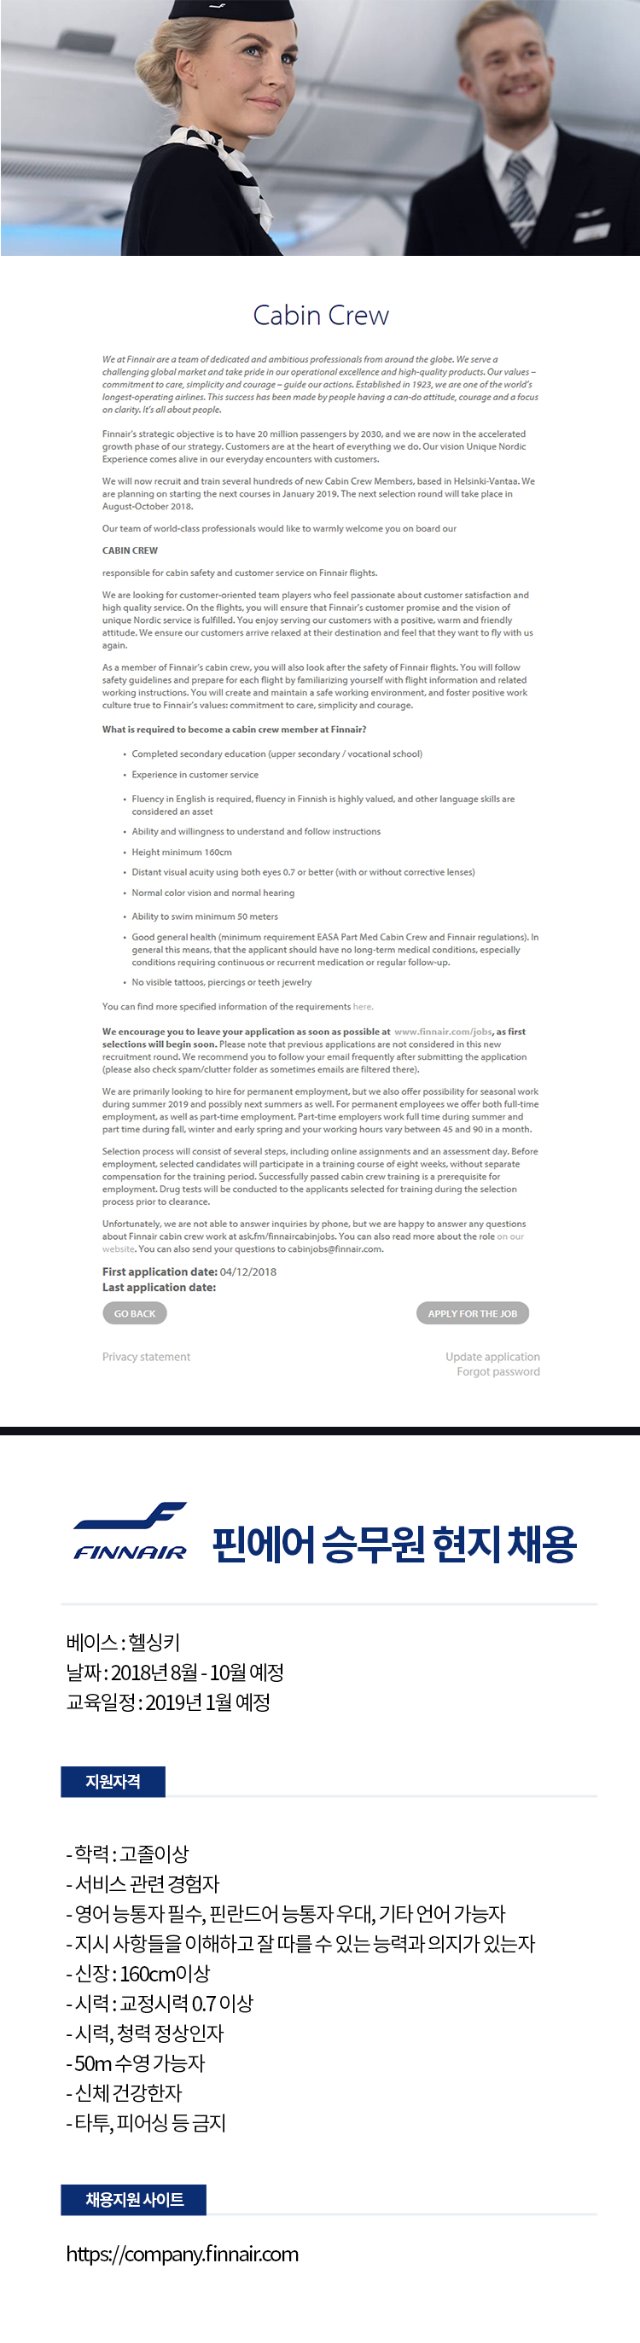 Cabin Crew
We at Finnair are a team of dedicated and ambitious professionals from around the globe. We serve a
challenging global market and take pride in our operational excellence and high-quality products. Our values –
commitment to care, simplicity and courage – guide our actions. Established in 1923, we are one of the world's
longest-operating airlines. This success has been made by people having a can-do attitude, courage and a focus
on clarity. It's all about people.
Finnair's strategic objective is to have 20 million passengers by 2030, and we are now in the accelerated
growth phase of our strategy. Customers are at the heart of everything we do. Our vision Unique Nordic
Experience comes alive in our everyday encounters with customers.
We will now recruit and train several hundreds of new Cabin Crew Members, based in Helsinki-Vantaa. We
are planning on starting the next courses in January 2019. The next selection round will take place in
August-October 2018.
Our team of world-class professionals would like to warmly welcome you on board our
CABIN CREW
responsible for cabin safety and customer service on Finnair flights.
We are looking for customer-oriented team players who feel passionate about customer satisfaction and
high quality service. On the flights, you will ensure that Finnair's customer promise and the vision of
unique Nordic service is fulfilled. You enjoy serving our customers with a positive, warm and friendly
attitude. We ensure our customers arrive relaxed at their destination and feel that they want to fly with us
again.
As a member of Finnair's cabin crew, you will also look after the safety of Finnair flights. You will follow
safety guidelines and prepare for each flight by familiarizing yourself with flight information and related
working instructions. You will create and maintain a safe working environment, and foster positive work
culture true to Finnair's values: commitment to care, simplicity and courage.
What is required to become a cabin crew member at Finnair?
• Completed secondary education (upper secondary / vocational school)
• Experience in customer service
• Fluency in English is required, fluency in Finnish is highly valued, and other language skills are
considered an asset
• Ability and willingness to understand and follow instructions
• Height minimum 160cm
• Distant visual acuity using both eyes 0.7 or better (with or without corrective lenses)
• Normal color vision and normal hearing
• Ability to swim minimum 50 meters
• Good general health (minimum requirement EASA Part Med Cabin Crew and Finnair regulations). In
general this means, that the applicant should have no long-term medical conditions, especially
conditions requiring continuous or recurrent medication or regular follow-up.
• No visible tattoos, piercings or teeth jewelry
You can find more specified information of the requirements here.
We encourage you to leave your application as soon as possible at www.finnair.com/jobs, as first
selections will begin soon. Please note that previous applications are not considered in this new
recruitment round. We recommend you to follow your email frequently after submitting the application
(please also check spam/clutter folder as sometimes emails are filtered there).
We are primarily looking to hire for permanent employment, but we also offer possibility for seasonal work
during summer 2019 and possibly next summers as well. For permanent employees we offer both full-time
employment, as well as part-time employment. Part-time employers work full time during summer and
part time during fall, winter and early spring and your working hours vary between 45 and 90 in a month.
Selection process will consist of several steps, including online assignments and an assessment day. Before
employment, selected candidates will participate in a training course of eight weeks, without separate
compensation for the training period. Successfully passed cabin crew training is a prerequisite for
employment. Drug tests will be conducted to the applicants selected for training during the selection
process prior to clearance.
Unfortunately, we are not able to answer inquiries by phone, but we are happy to answer any questions
about Finnair cabin crew work at ask.fm/finnaircabinjobs. You can also read more about the role on our
website. You can also send your questions to cabinjobs@finnair.com.
First application date: 04/12/2018
Last application date:
GO BACK
APPLY FOR THE JOB
Privacy statement
Update application
Forgot password
FINNAIR
핀에어 승무원 현지 채용
베이스 : 헬싱키
날짜 : 2018년 8월 - 10월 예정
교육일정 : 2019년 1월 예정
지원자격
- 학력 : 고졸이상
- 서비스 관련 경험자
- 영어 능통자 필수, 핀란드어 능통자 우대, 기타 언어 가능자
- 지시 사항들을 이해하고 잘 따를 수 있는 능력과 의지가 있는자
- 신장 : 160cm이상
- 시력 : 교정시력 0.7 이상
- 시력, 청력 정상인자
- 50m 수영 가능자
- 신체 건강한자
- 타투, 피어싱 등 금지
채용지원 사이트
https://company.finnair.com